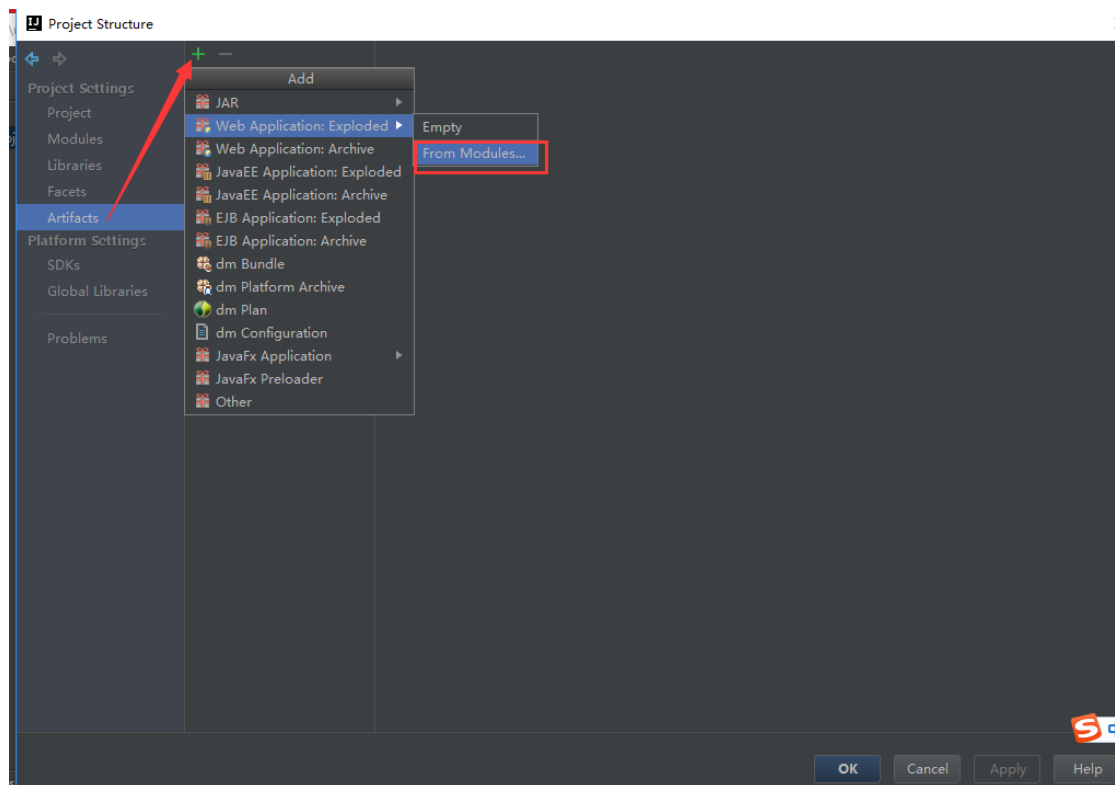 Project Structure
Project Settings
Project
Modules
Libraries
Facets
Artifacts
Platform Settings
SDKs
Global Libraries
Problems
Add
JAR
Web Application: Exploded
Web Application: Archive
JavaEE Application: Exploded
JavaEE Application: Archive
EJB Application: Exploded
EJB Application: Archive
dm Bundle
dm Platform Archive
dm Plan
dm Configuration
JavaFx Application
JavaFx Preloader
Other
Empty
From Modules...
OK Cancel Apply Help